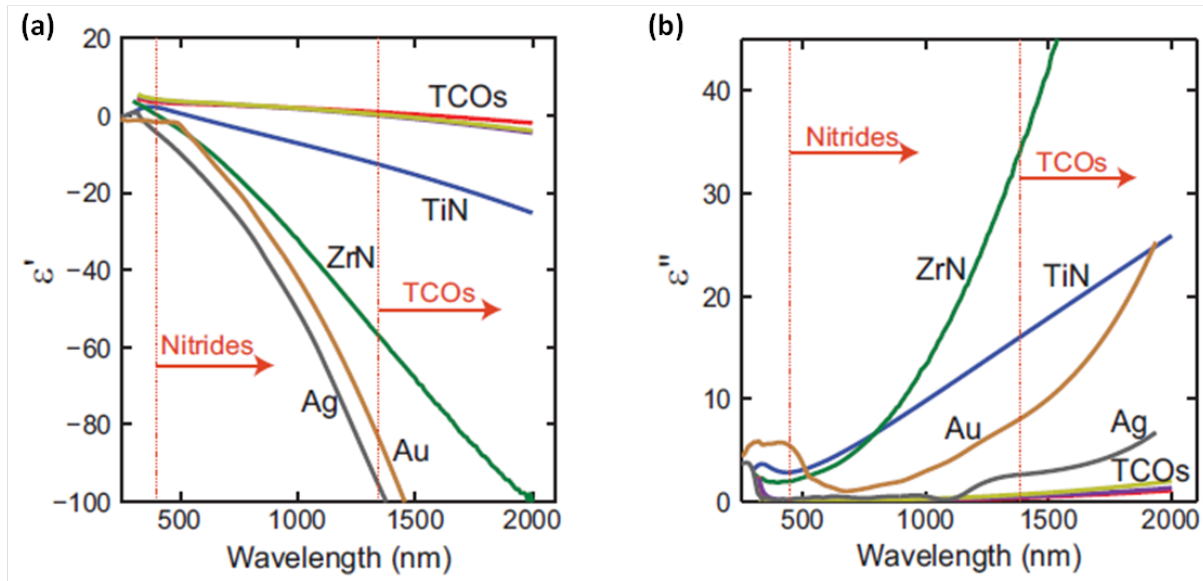 (a)
20
0
−20
−40
−60
−80
−100
ε'
TCOs
TiN
ZrN
TCOs
Nitrides
Ag
Au
500
1000
1500
2000
Wavelength (nm)
(b)
40
30
20
10
0
ε"
Nitrides
TCOs
ZrN
TiN
Au
Ag
TCOs
500
1000
1500
2000
Wavelength (nm)